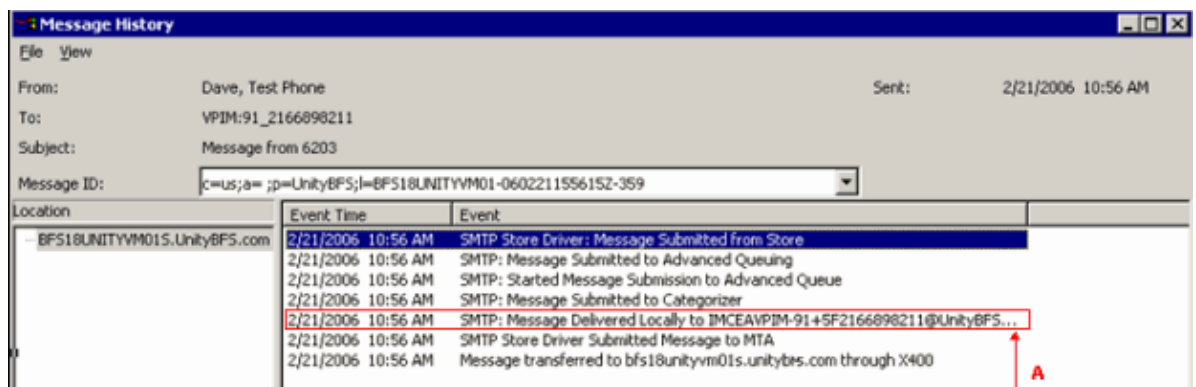 Message History
File View
From: Dave, Test Phone Sent: 2/21/2006 10:56 AM
To: VPIM:91_2166898211
Subject: Message from 6203
Message ID: c=us;a= ;p=UnityBFS;l=BFS18UNITYVM01-060221155615Z-359
Location Event Time Event
BFS18UNITYVM01S.UnityBFS.com 2/21/2006 10:56 AM SMTP Store Driver: Message Submitted from Store
2/21/2006 10:56 AM SMTP: Message Submitted to Advanced Queuing
2/21/2006 10:56 AM SMTP: Started Message Submission to Advanced Queue
2/21/2006 10:56 AM SMTP: Message Submitted to Categorizer
2/21/2006 10:56 AM SMTP: Message Delivered Locally to IMCEAVPIM-91+5F2166898211@UnityBFS...
2/21/2006 10:56 AM SMTP Store Driver Submitted Message to MTA
2/21/2006 10:56 AM Message transferred to bfs18unityvm01s.unitybfs.com through X400
A